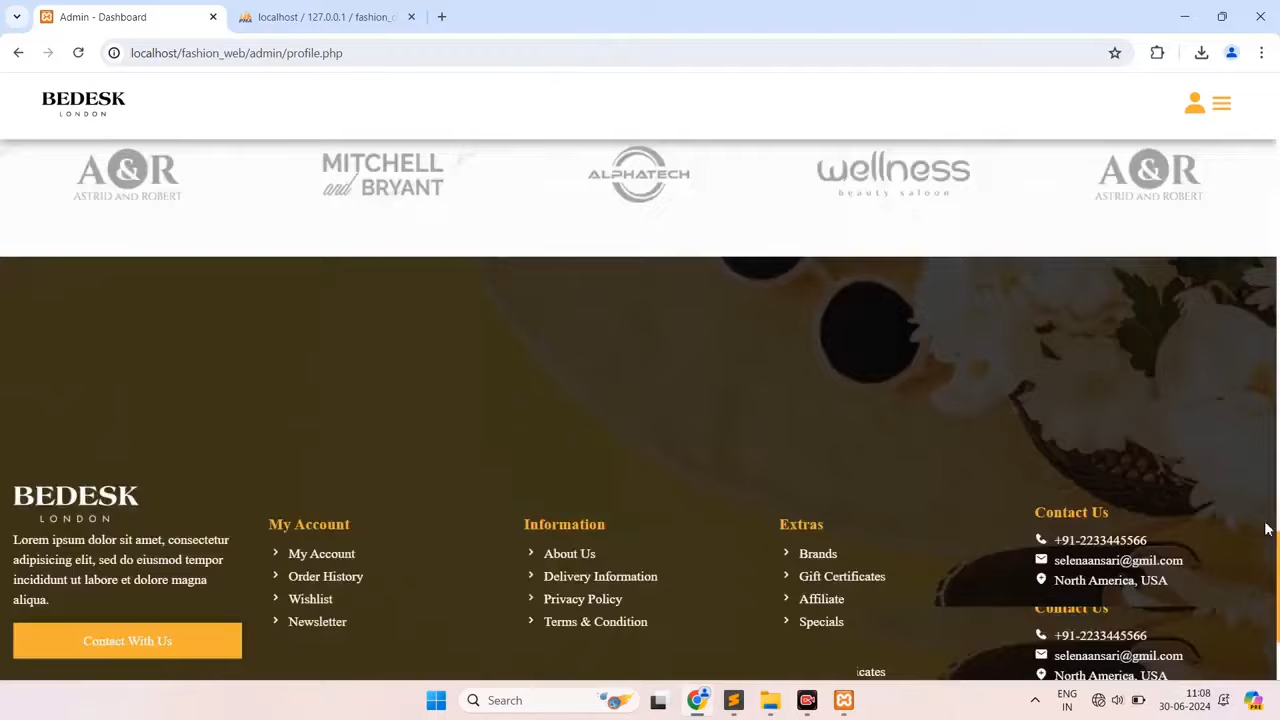 Admin - Dashboard
localhost / 127.0.0.1 / fashion_
localhost/fashion_web/admin/profile.php
BEDESK
LONDON
A&R
ASTRID AND ROBERT
MITCHELL
and BRYANT
ALPHATECH
wellness
beauty saloon
A&R
ASTRID AND ROBERT
BEDESK
LONDON
Lorem ipsum dolor sit amet, consectetur
adipisicing elit, sed do eiusmod tempor
incididunt ut labore et dolore magna
aliqua.
Contact With Us
My Account
My Account
Order History
Wishlist
Newsletter
Information
About Us
Delivery Information
Privacy Policy
Terms & Condition
Extras
Brands
Gift Certificates
Affiliate
Specials
icates
Contact Us
+91-2233445566
selenaansari@gmil.com
North America, USA
Contact Us
+91-2233445566
selenaansari@gmil.com
North America, USA
Search
ENG
IN
11:08
30-06-2024
PRE